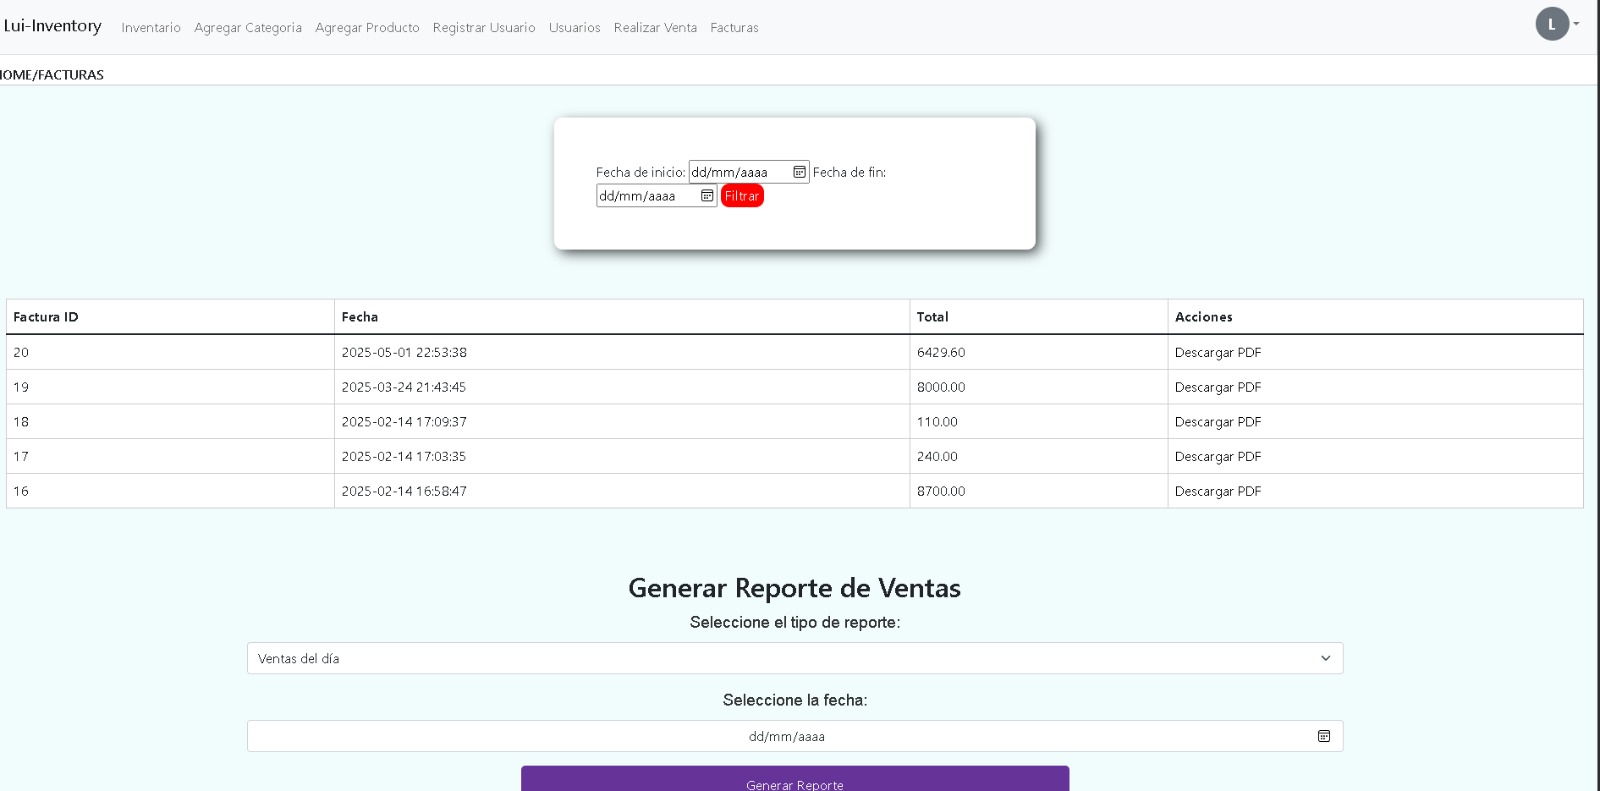 Lui-Inventory Inventario Agregar Categoria Agregar Producto Registrar Usuario Usuarios Realizar Venta Facturas L
OME/FACTURAS
Fecha de inicio: dd/mm/aaaa Fecha de fin:
dd/mm/aaaa Filtrar
Factura ID Fecha Total Acciones
20 2025-05-01 22:53:38 6429.60 Descargar PDF
19 2025-03-24 21:43:45 8000.00 Descargar PDF
18 2025-02-14 17:09:37 110.00 Descargar PDF
17 2025-02-14 17:03:35 240.00 Descargar PDF
16 2025-02-14 16:58:47 8700.00 Descargar PDF
Generar Reporte de Ventas
Seleccione el tipo de reporte:
Ventas del día
Seleccione la fecha:
dd/mm/aaaa
Generar Reporte